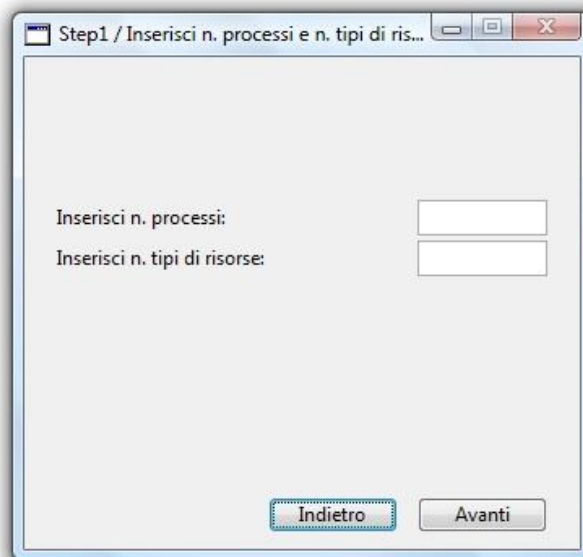 Step1 / Inserisci n. processi e n. tipi di ris...
Inserisci n. processi:
Inserisci n. tipi di risorse:
Indietro
Avanti